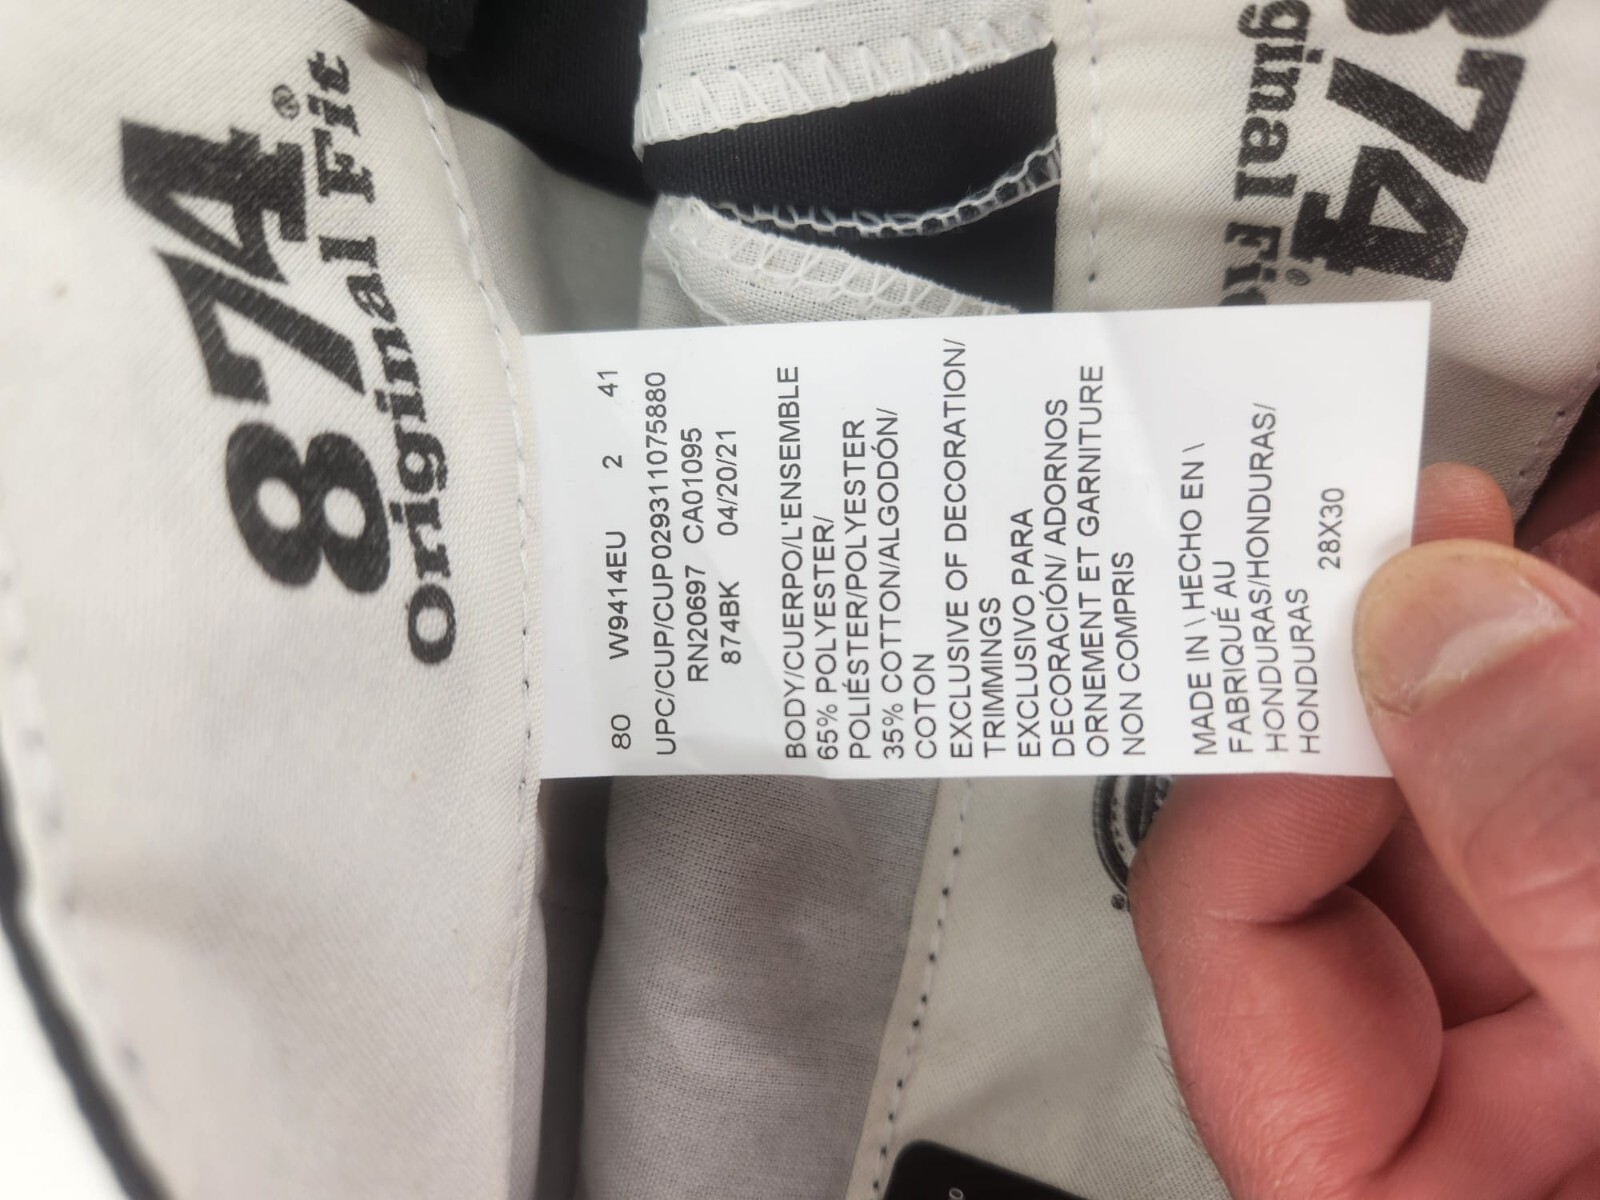 874®
Original Fit
80 W9414EU 2 41
UPC/CUP/CUP029311075880
RN20697 CA01095
874BK 04/20/21
BODY/CUERPO/L'ENSEMBLE
65% POLYESTER/
POLIÉSTER/POLYESTER
35% COTTON/ALGODÓN/
COTON
EXCLUSIVE OF DECORATION/
TRIMMINGS
EXCLUSIVO PARA
DECORACIÓN/ ADORNOS
ORNEMENT ET GARNITURE
NON COMPRIS
MADE IN \ HECHO EN \
FABRIQUÉ AU
HONDURAS/HONDURAS/
HONDURAS
28X30
874®
ginal Fi